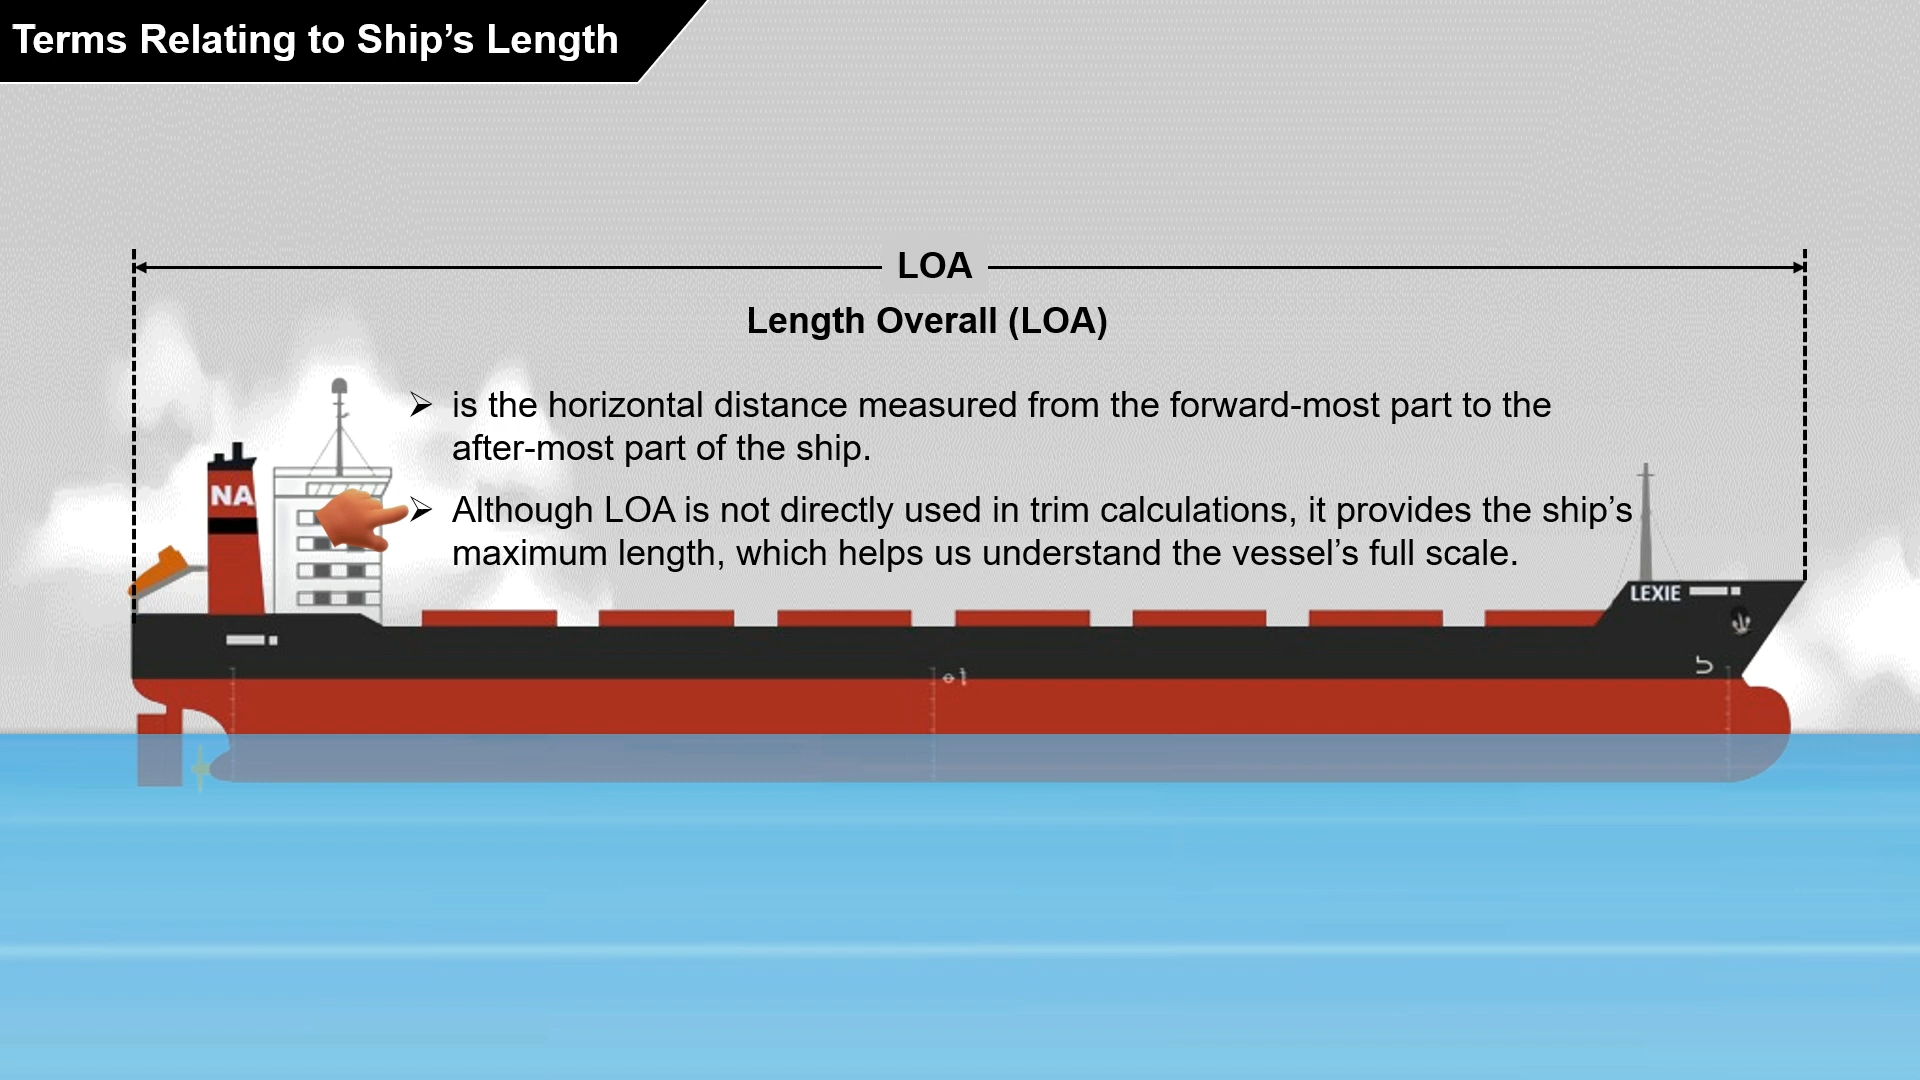 Terms Relating to Ship’s Length
LOA
Length Overall (LOA)
➢ is the horizontal distance measured from the forward-most part to the
after-most part of the ship.
➢ Although LOA is not directly used in trim calculations, it provides the ship’s
maximum length, which helps us understand the vessel’s full scale.
NA
LEXIE